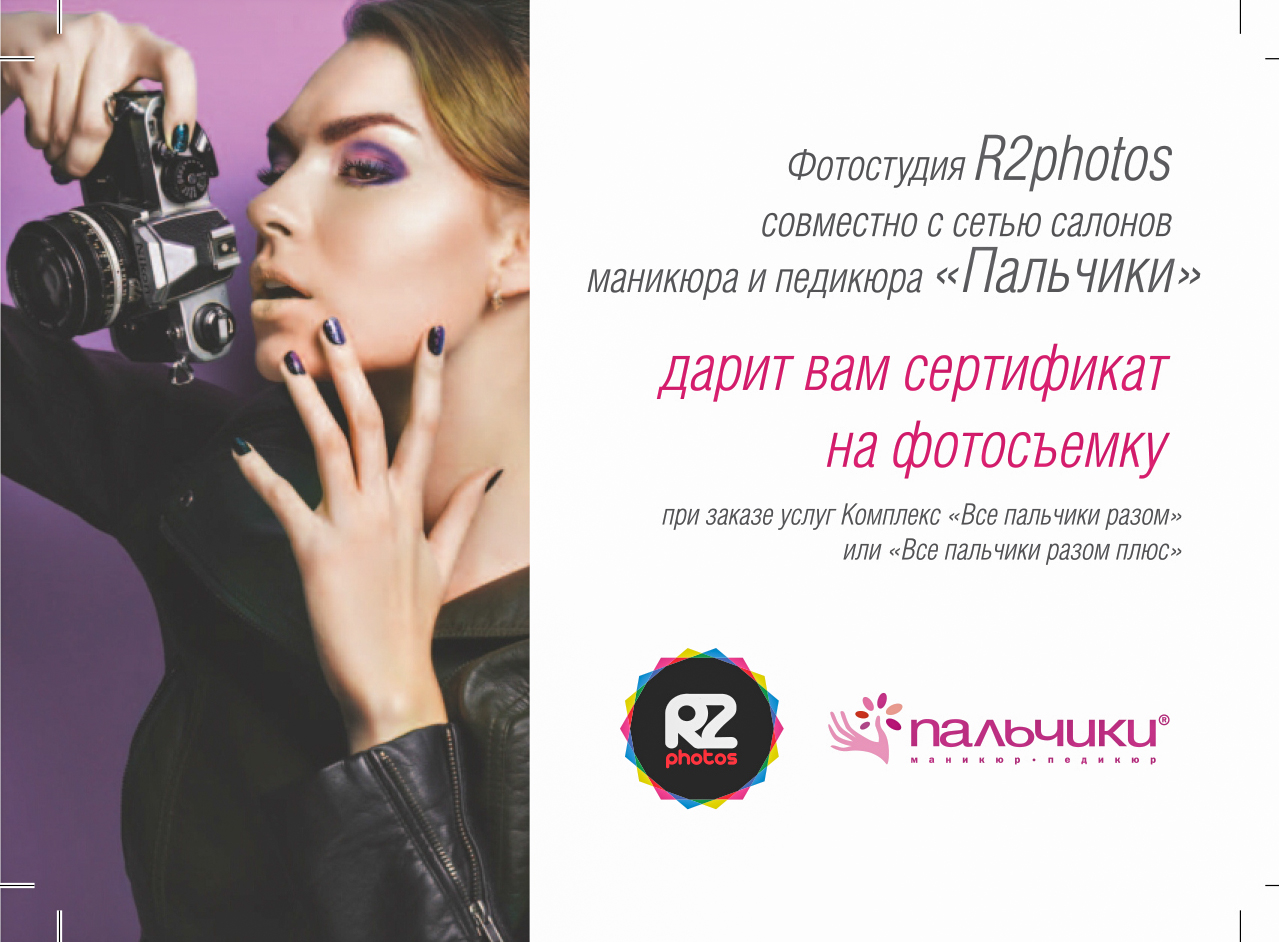 Фотостудия R2photos
совместно с сетью салонов
маникюра и педикюра «Пальчики»
дарит вам сертификат
на фотосъемку
при заказе услуг Комплекс «Все пальчики разом»
или «Все пальчики разом плюс»
R2
photos
пальчики®
маникюр·педикюр